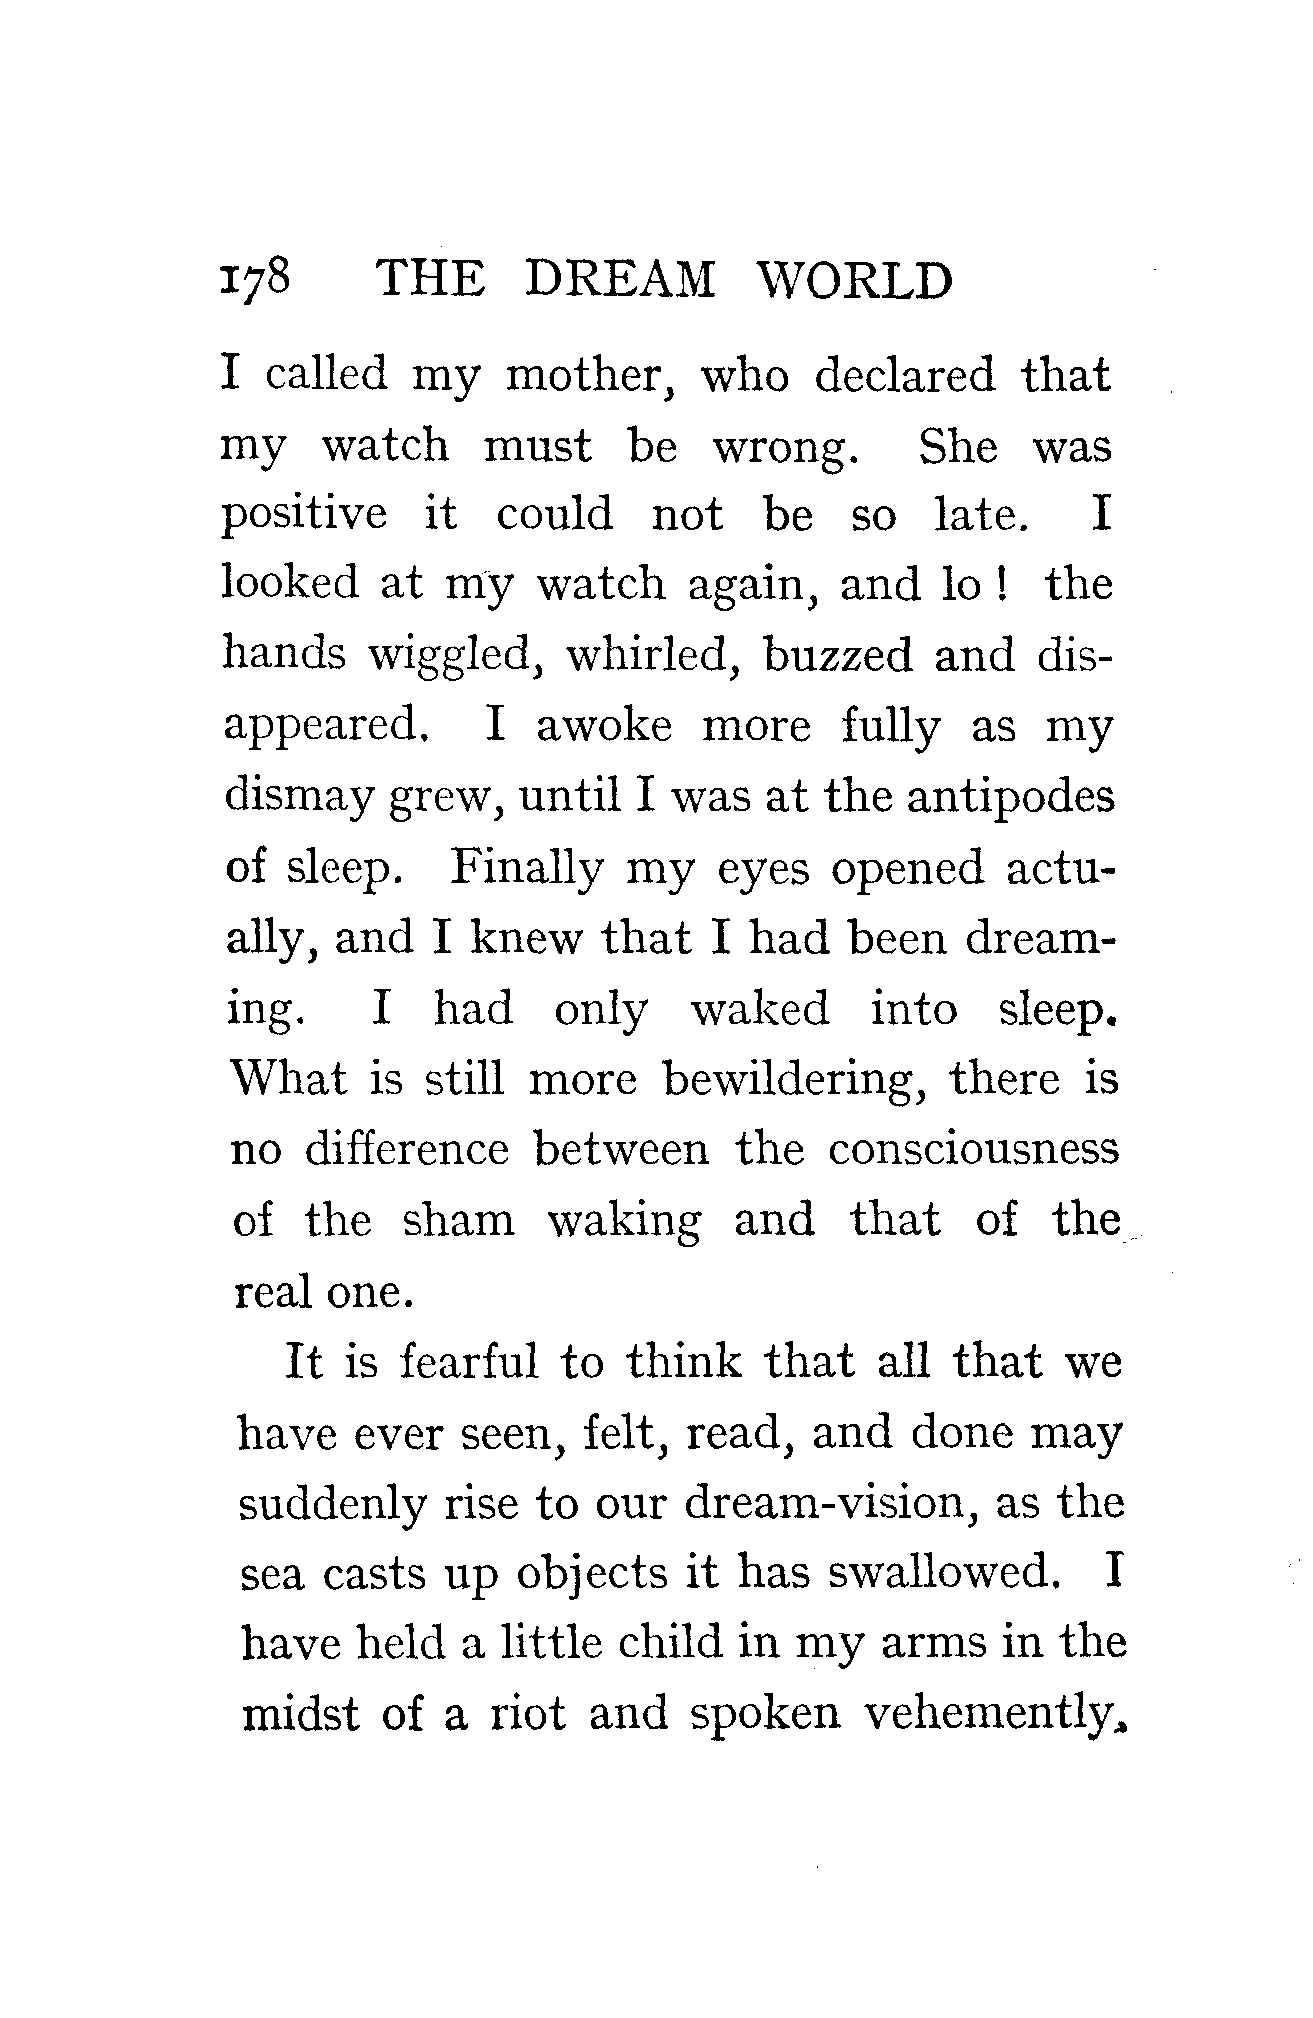 178 THE DREAM WORLD
I called my mother, who declared that
my watch must be wrong. She was
positive it could not be so late. I
looked at my watch again, and lo ! the
hands wiggled, whirled, buzzed and dis-
appeared. I awoke more fully as my
dismay grew, until I was at the antipodes
of sleep. Finally my eyes opened actu-
ally, and I knew that I had been dream-
ing. I had only waked into sleep.
What is still more bewildering, there is
no difference between the consciousness
of the sham waking and that of the
real one.
It is fearful to think that all that we
have ever seen, felt, read, and done may
suddenly rise to our dream-vision, as the
sea casts up objects it has swallowed. I
have held a little child in my arms in the
midst of a riot and spoken vehemently,